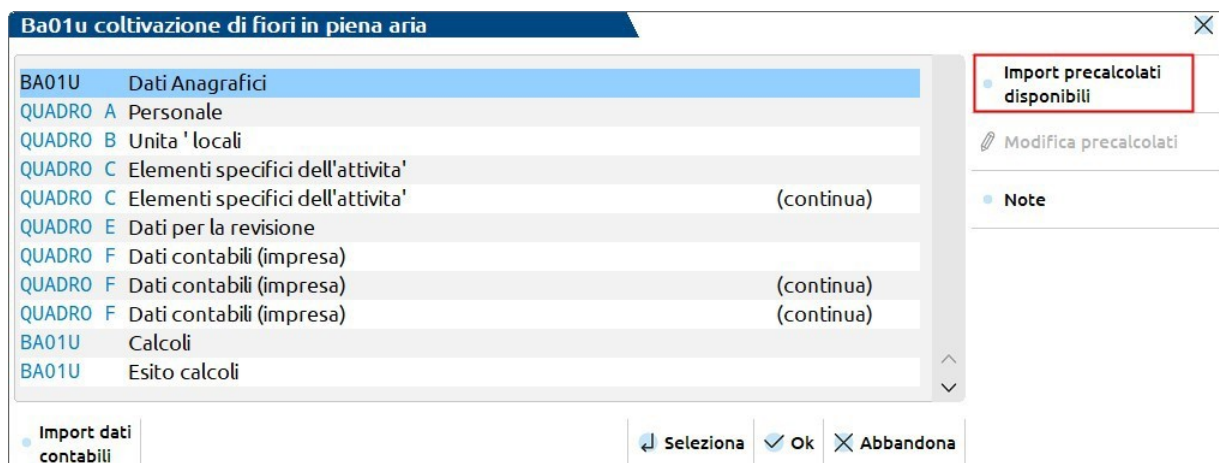 Ba01u coltivazione di fiori in piena aria
BA01U Dati Anagrafici
QUADRO A Personale
QUADRO B Unita ' locali
QUADRO C Elementi specifici dell'attivita'
QUADRO C Elementi specifici dell'attivita' (continua)
QUADRO E Dati per la revisione
QUADRO F Dati contabili (impresa)
QUADRO F Dati contabili (impresa) (continua)
QUADRO F Dati contabili (impresa) (continua)
BA01U Calcoli
BA01U Esito calcoli
Import precalcolati
disponibili
Modifica precalcolati
Note
Import dati
contabili
Seleziona Ok Abbandona